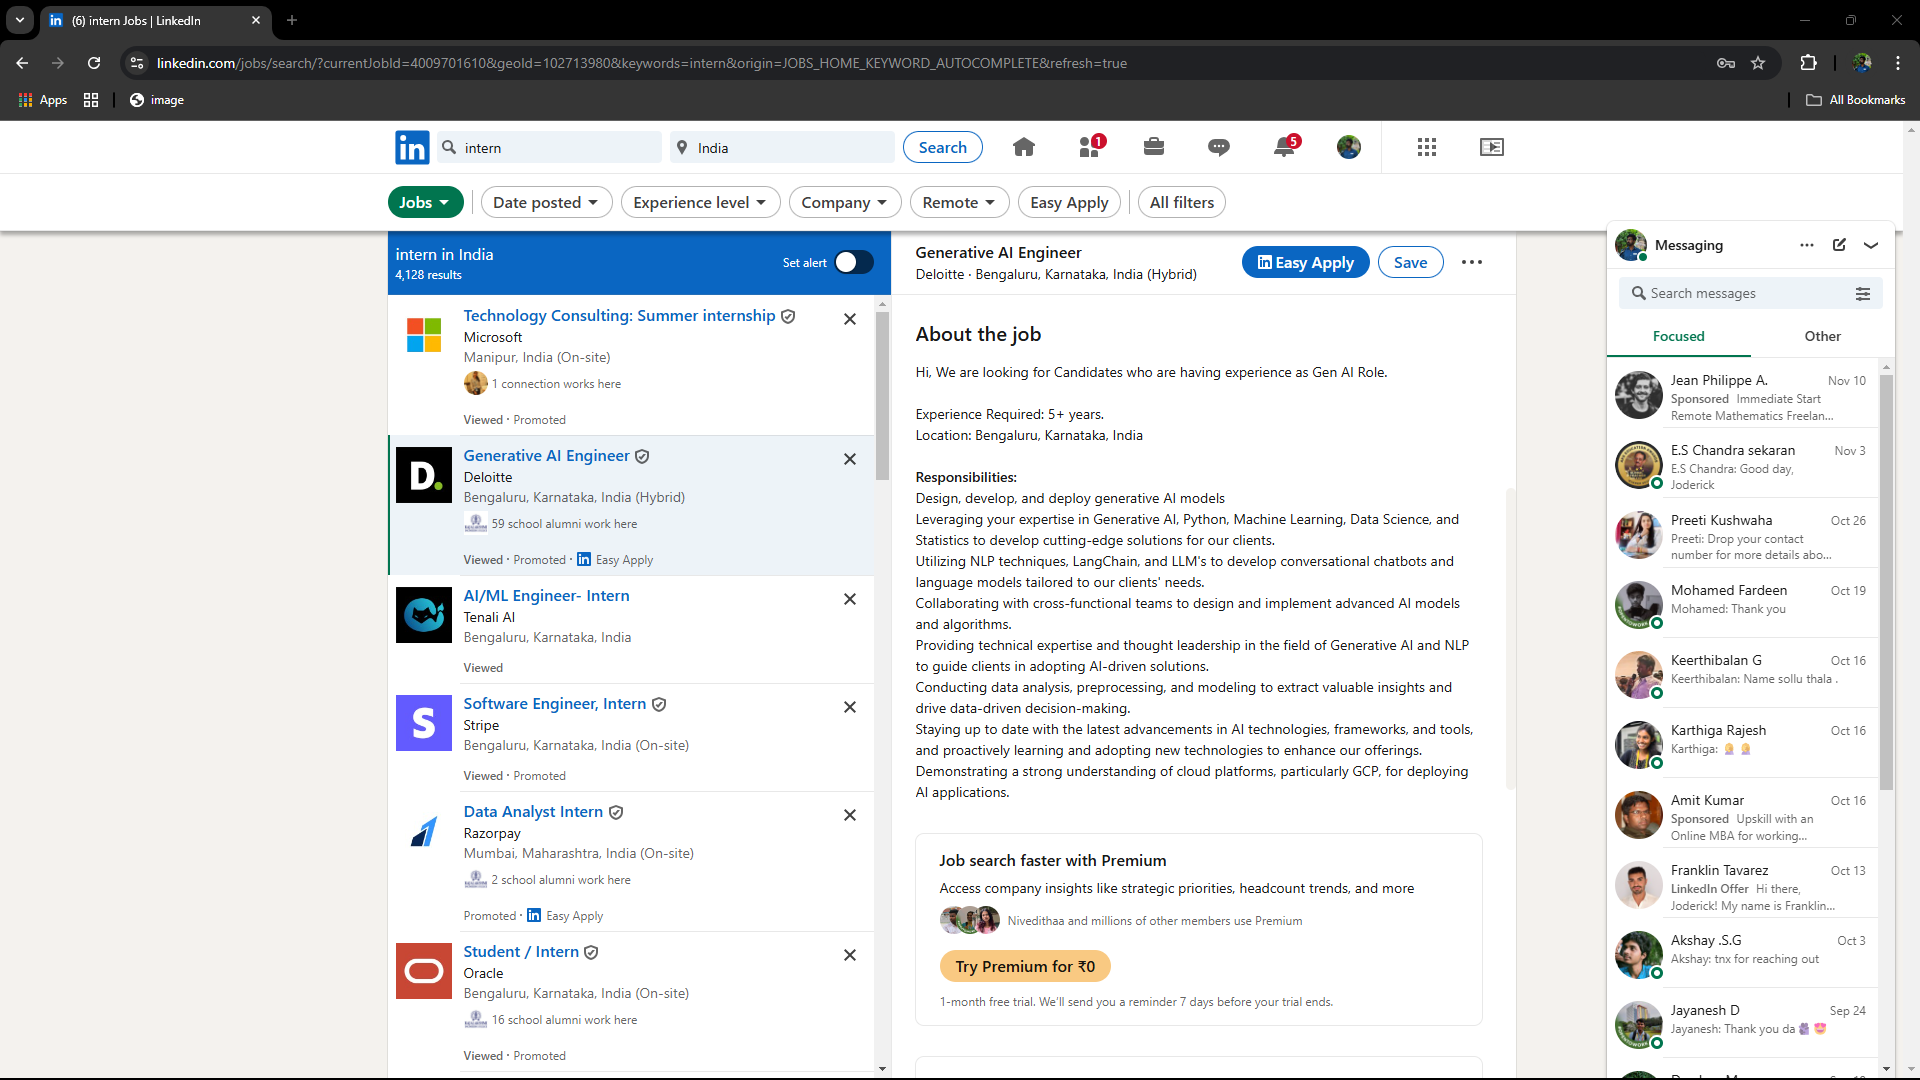 (6) intern Jobs | LinkedIn
linkedin.com/jobs/search/?currentJobId=4009701610&geoId=102713980&keywords=intern&origin=JOBS_HOME_KEYWORD_AUTOCOMPLETE&refresh=true
Apps
image
All Bookmarks
in
intern
India
Search
1
5
Jobs
Date posted
Experience level
Company
Remote
Easy Apply
All filters
intern in India
4,128 results
Set alert
Technology Consulting: Summer internship
Microsoft
Manipur, India (On-site)
1 connection works here
Viewed · Promoted
D.
Generative AI Engineer
Deloitte
Bengaluru, Karnataka, India (Hybrid)
59 school alumni work here
Viewed · Promoted · in Easy Apply
AI/ML Engineer- Intern
Tenali AI
Bengaluru, Karnataka, India
Viewed
S
Software Engineer, Intern
Stripe
Bengaluru, Karnataka, India (On-site)
Viewed · Promoted
Data Analyst Intern
Razorpay
Mumbai, Maharashtra, India (On-site)
2 school alumni work here
Promoted · in Easy Apply
Student / Intern
Oracle
Bengaluru, Karnataka, India (On-site)
16 school alumni work here
Viewed · Promoted
Generative AI Engineer
Deloitte · Bengaluru, Karnataka, India (Hybrid)
in Easy Apply
Save
About the job
Hi, We are looking for Candidates who are having experience as Gen AI Role.
Experience Required: 5+ years.
Location: Bengaluru, Karnataka, India
Responsibilities:
Design, develop, and deploy generative AI models
Leveraging your expertise in Generative AI, Python, Machine Learning, Data Science, and
Statistics to develop cutting-edge solutions for our clients.
Utilizing NLP techniques, LangChain, and LLM's to develop conversational chatbots and
language models tailored to our clients' needs.
Collaborating with cross-functional teams to design and implement advanced AI models
and algorithms.
Providing technical expertise and thought leadership in the field of Generative AI and NLP
to guide clients in adopting AI-driven solutions.
Conducting data analysis, preprocessing, and modeling to extract valuable insights and
drive data-driven decision-making.
Staying up to date with the latest advancements in AI technologies, frameworks, and tools,
and proactively learning and adopting new technologies to enhance our offerings.
Demonstrating a strong understanding of cloud platforms, particularly GCP, for deploying
AI applications.
Job search faster with Premium
Access company insights like strategic priorities, headcount trends, and more
Nivedithaa and millions of other members use Premium
Try Premium for ₹0
1-month free trial. We'll send you a reminder 7 days before your trial ends.
Messaging
Search messages
Focused
Other
Jean Philippe A.
Nov 10
Sponsored Immediate Start
Remote Mathematics Freelan...
E.S Chandra sekaran
Nov 3
E.S Chandra: Good day,
Joderick
Preeti Kushwaha
Oct 26
Preeti: Drop your contact
number for more details abo...
Mohamed Fardeen
Oct 19
Mohamed: Thank you
Keerthibalan G
Oct 16
Keerthibalan: Name sollu thala .
Karthiga Rajesh
Oct 16
Karthiga:
Amit Kumar
Oct 16
Sponsored Upskill with an
Online MBA for working...
Franklin Tavarez
Oct 13
LinkedIn Offer Hi there,
Joderick! My name is Franklin...
Akshay .S.G
Oct 3
Akshay: tnx for reaching out
Jayanesh D
Sep 24
Jayanesh: Thank you da